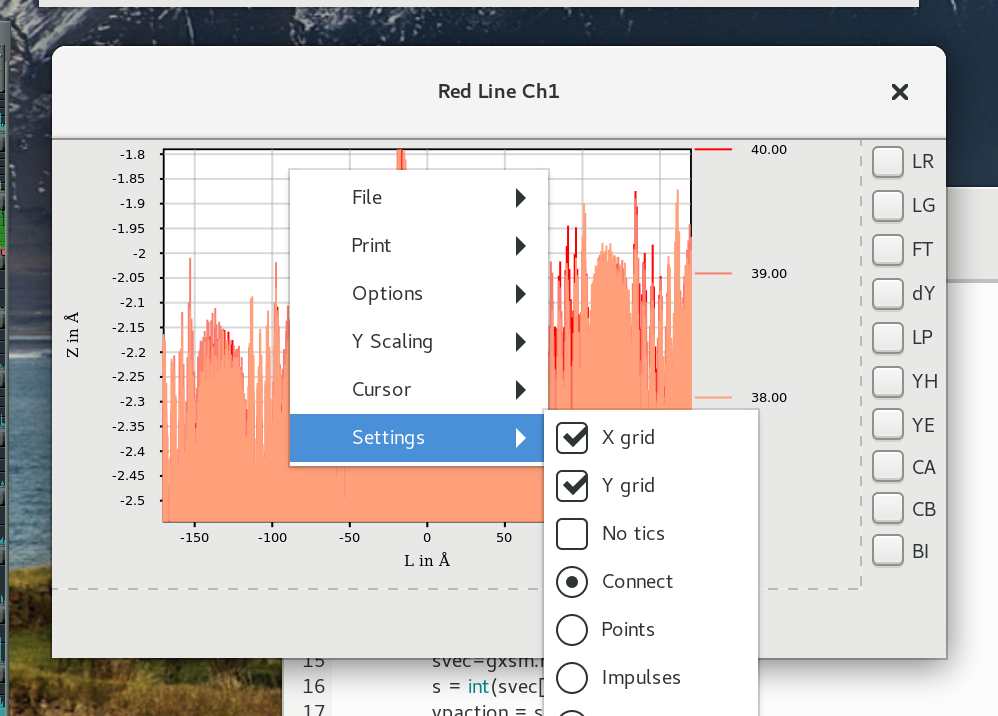 Red Line Ch1
-1.8
-1.85
-1.9
-1.95
-2
-2.05
-2.1
-2.15
-2.2
-2.25
-2.3
-2.35
-2.4
-2.45
-2.5
Z in Å
-150
-100
-50
0
50
L in Å
40.00
39.00
38.00
LR
LG
FT
dY
LP
YH
YE
CA
CB
BI
File
Print
Options
Y Scaling
Cursor
Settings
X grid
Y grid
No tics
Connect
Points
Impulses
15 svec=gxsm.
16 s = int(svec[
17 vpaction = s